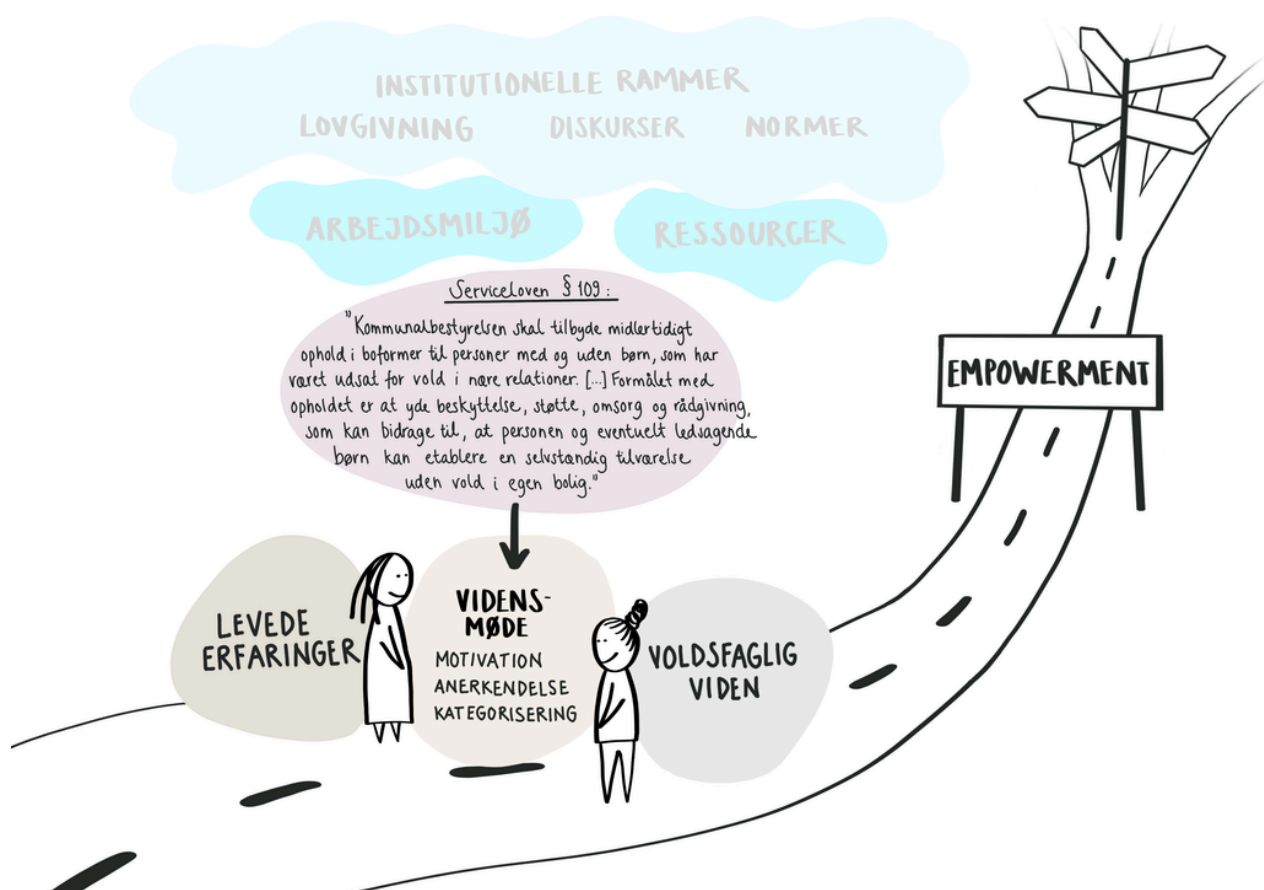 INSTITUTIONELLE RAMMER
LOVGIVNING DISKURSER NORMER
ARBEJDSMILJØ RESSOURCER
Serviceloven § 109:
"Kommunalbestyrelsen skal tilbyde midlertidigt
ophold i boformer til personer med og uden børn, som har
været udsat for vold i nære relationer. [...] Formålet med
opholdet er at yde beskyttelse, støtte, omsorg og rådgivning,
som kan bidrage til, at personen og eventuelt ledsagende
børn kan etablere en selvstændig tilværelse
uden vold i egen bolig."
EMPOWERMENT
LEVEDE
ERFARINGER
VIDENS-
MØDE
MOTIVATION
ANERKENDELSE
KATEGORISERING
VOLDSFAGLIG
VIDEN